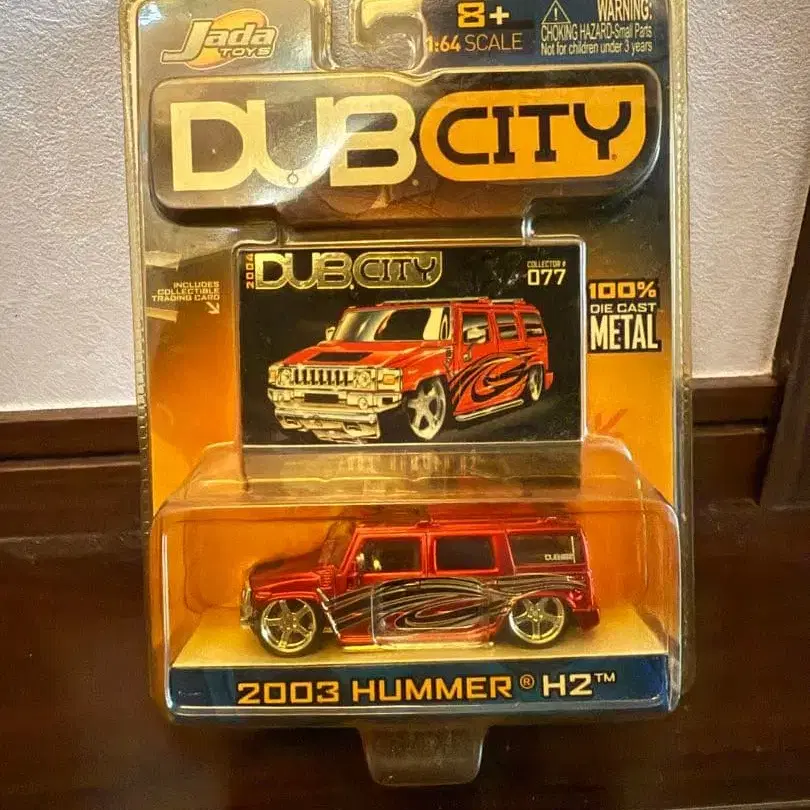 Jada
TOYS
8+
1:64 SCALE
WARNING:
CHOKING HAZARD-Small Parts
Not for children under 3 years
DUB CITY
INCLUDES
COLLECTIBLE
TRADING CARD
2004
DUB CITY
COLLECTOR #
077
100%
DIE CAST
METAL
2003 HUMMER® H2™